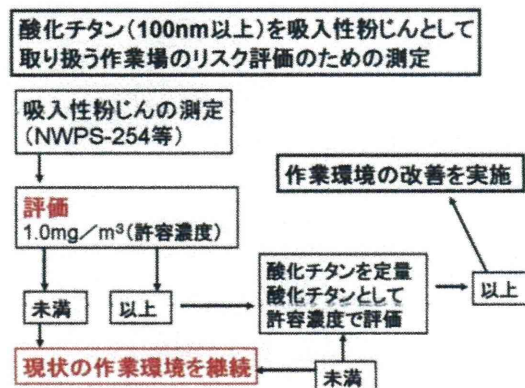 酸化チタン(100nm以上)を吸入性粉じんとして
取り扱う作業場のリスク評価のための測定
吸入性粉じんの測定
(NWPS-254等)
作業環境の改善を実施
評価
1.0mg/m³(許容濃度)
酸化チタンを定量
酸化チタンとして
許容濃度で評価
未満
以上
以上
現状の作業環境を継続
未満